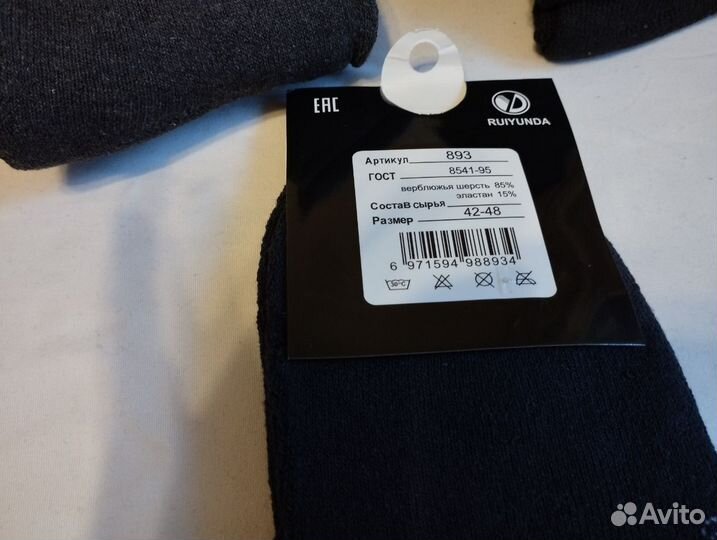 EAC
RUIYUNDA
Артикул 893
ГОСТ 8541-95
верблюжья шерсть 85%
эластан 15%
Состав сырья
Размер 42-48
6 971594 988934
30°C
Avito